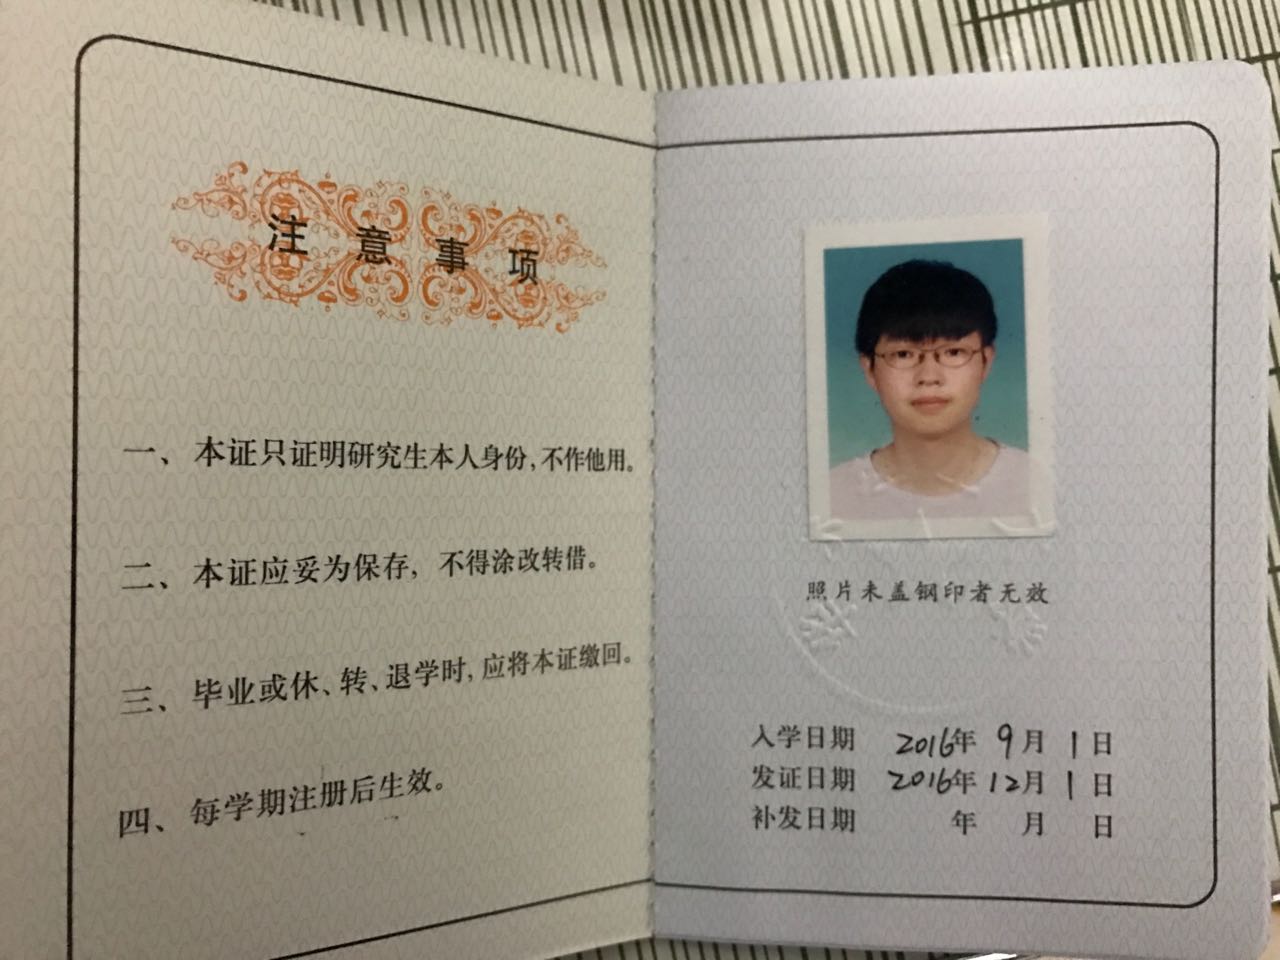 注意事项
一、本证只证明研究生本人身份,不作他用。
二、本证应妥为保存,不得涂改转借。
三、毕业或休、转、退学时,应将本证缴回。
四、每学期注册后生效。
照片未盖钢印者无效
入学日期 2016年 9月 1日
发证日期 2016年 12月 1日
补发日期 年 月 日